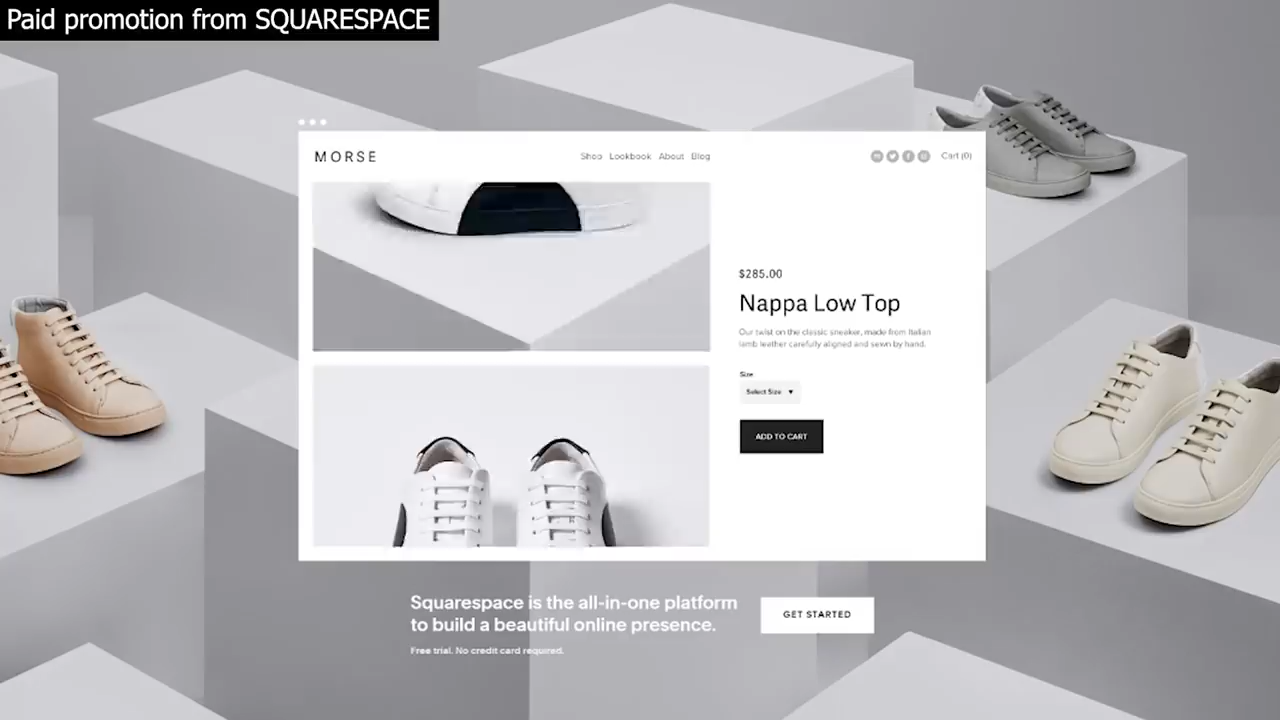 Paid promotion from SQUARESPACE
MORSE
Shop Lookbook About Blog
Cart (0)
$285.00
Nappa Low Top
Our twist on the classic sneaker, made from Italian
lamb leather carefully aligned and sewn by hand.
Size
Select Size
ADD TO CART
Squarespace is the all-in-one platform
to build a beautiful online presence.
GET STARTED
Free trial. No credit card required.